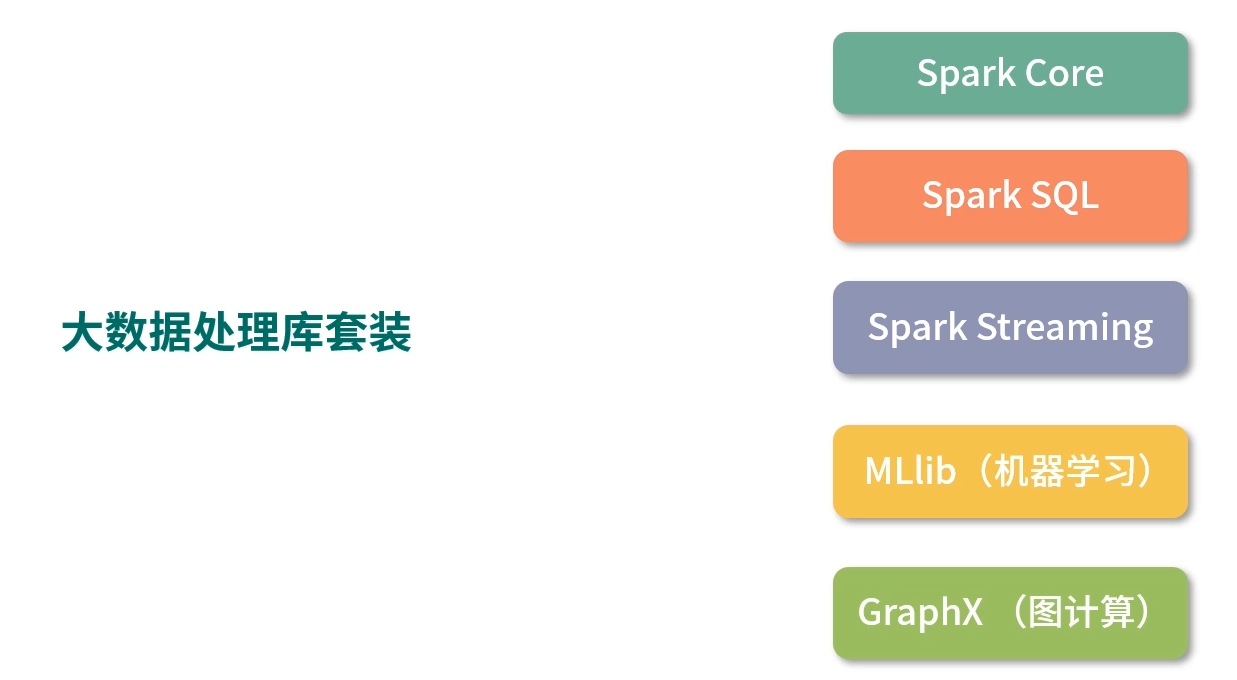 大数据处理库套装
Spark Core
Spark SQL
Spark Streaming
MLlib（机器学习）
GraphX （图计算）